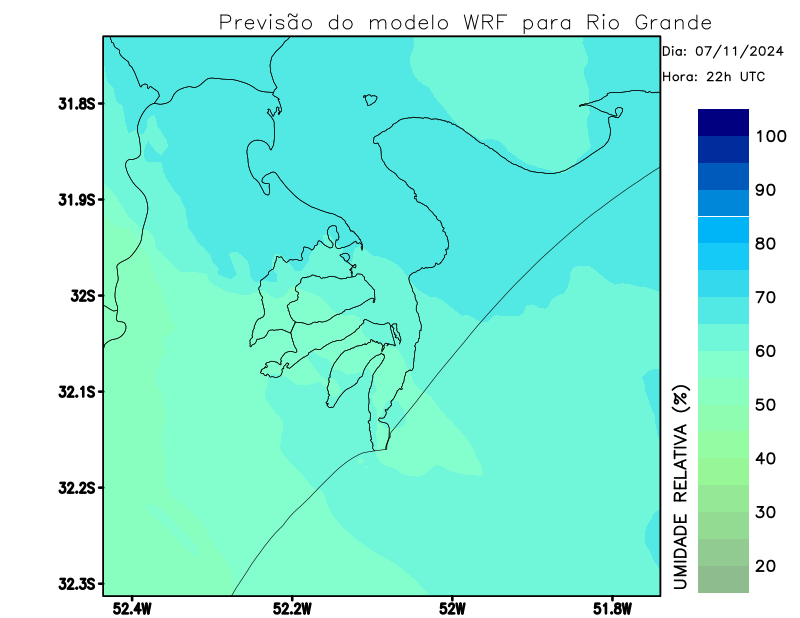 Previsão do modelo WRF para Rio Grande
Dia: 07/11/2024
Hora: 22h UTC
31.8S
31.9S
32S
32.1S
32.2S
32.3S
52.4W
52.2W
52W
51.8W
100
90
80
70
60
50
40
30
20
UMIDADE RELATIVA (%)